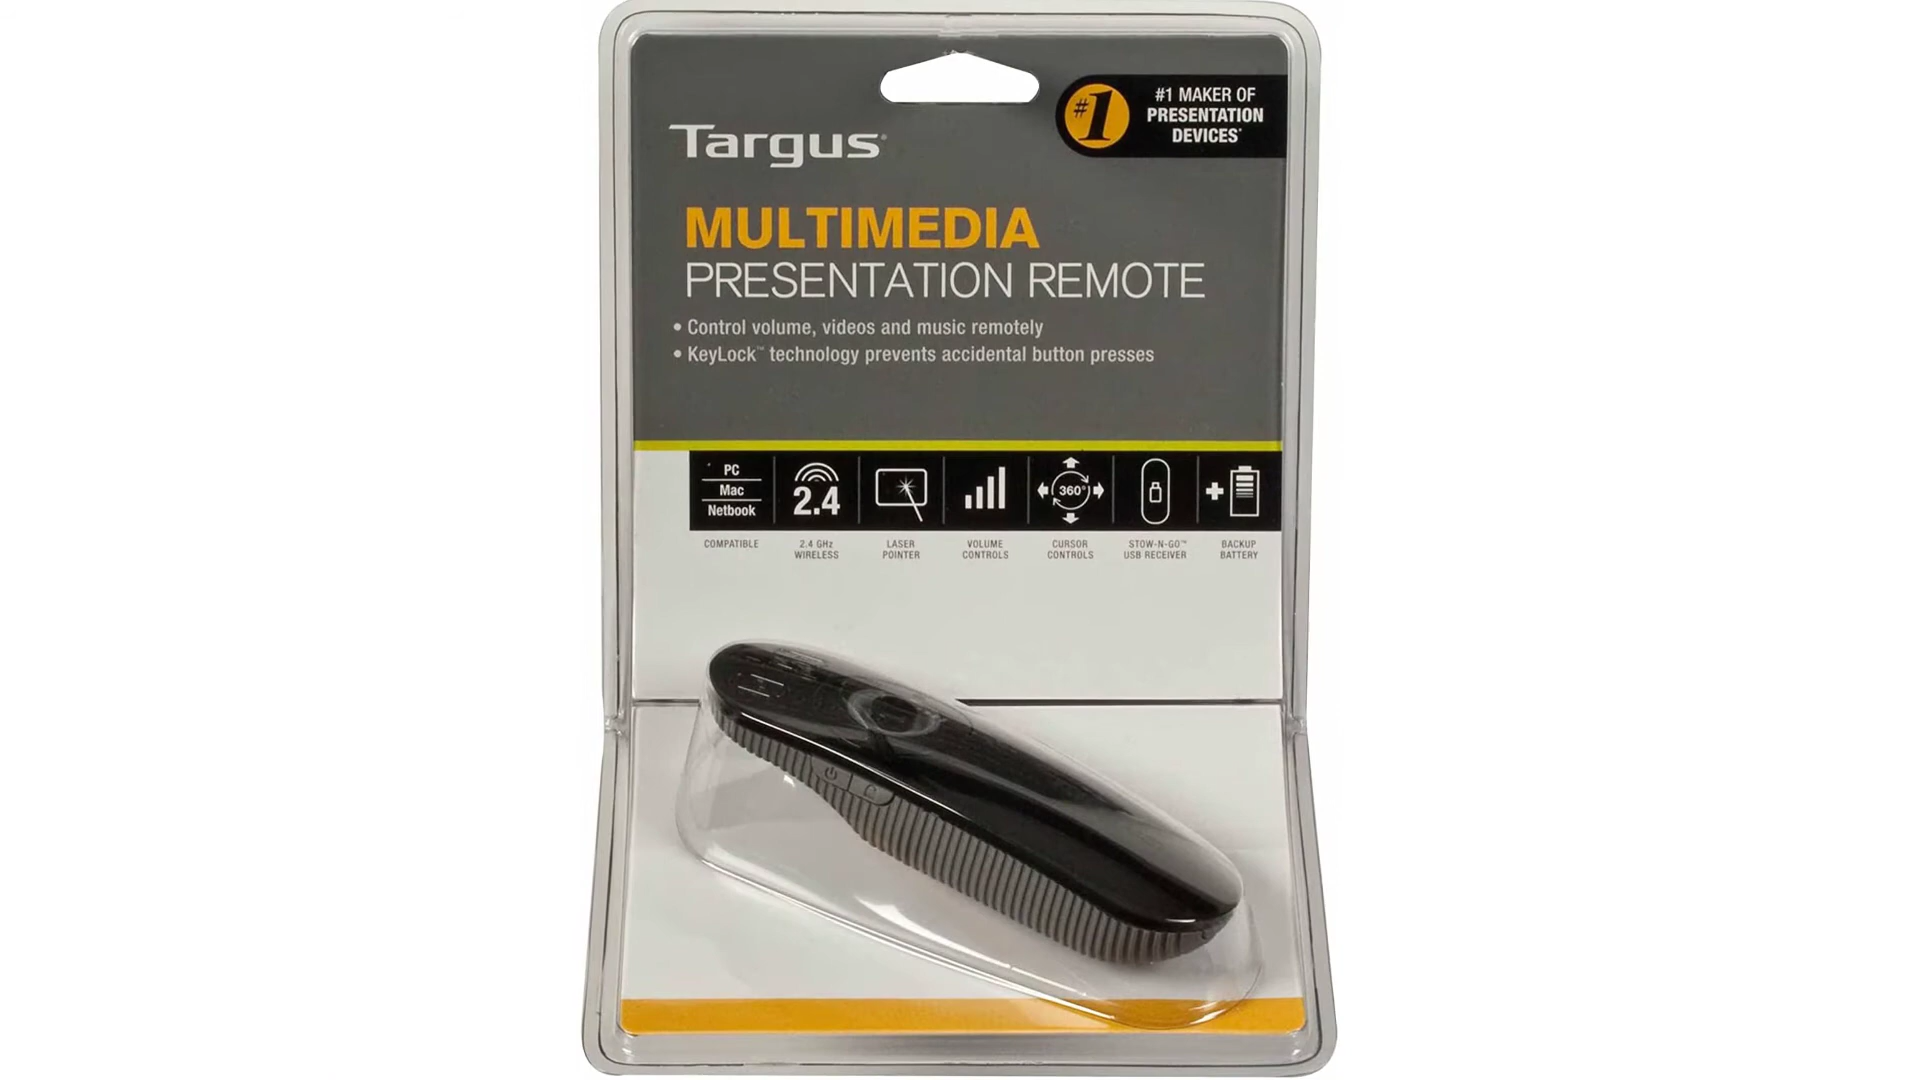 #1
#1 MAKER OF
PRESENTATION
DEVICES*
Targus
MULTIMEDIA
PRESENTATION REMOTE
• Control volume, videos and music remotely
• KeyLock™ technology prevents accidental button presses
PC
Mac
Netbook
2.4
360°
COMPATIBLE
2.4 GHz
WIRELESS
LASER
POINTER
VOLUME
CONTROLS
CURSOR
CONTROLS
STOW-N-GO™
USB RECEIVER
BACKUP
BATTERY